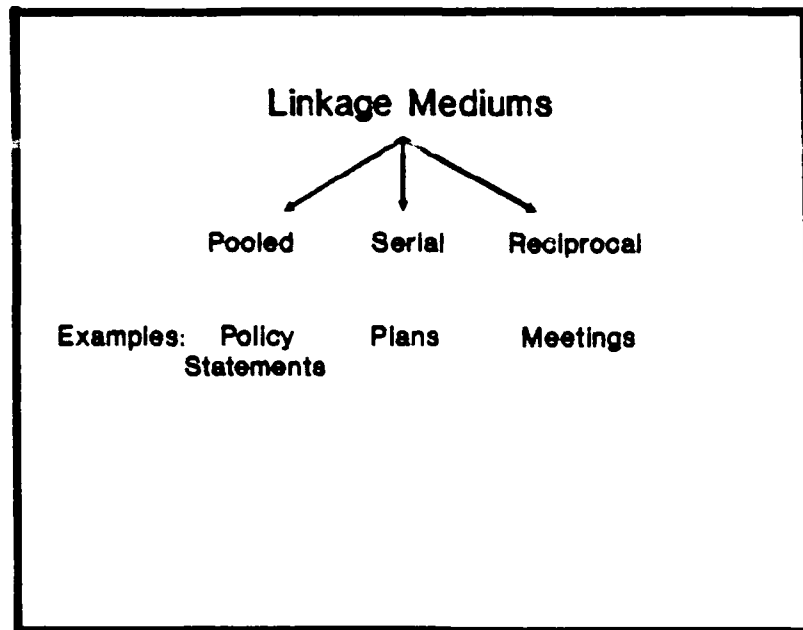 Linkage Mediums
Pooled Serial Reciprocal
Examples: Policy Plans Meetings
Statements